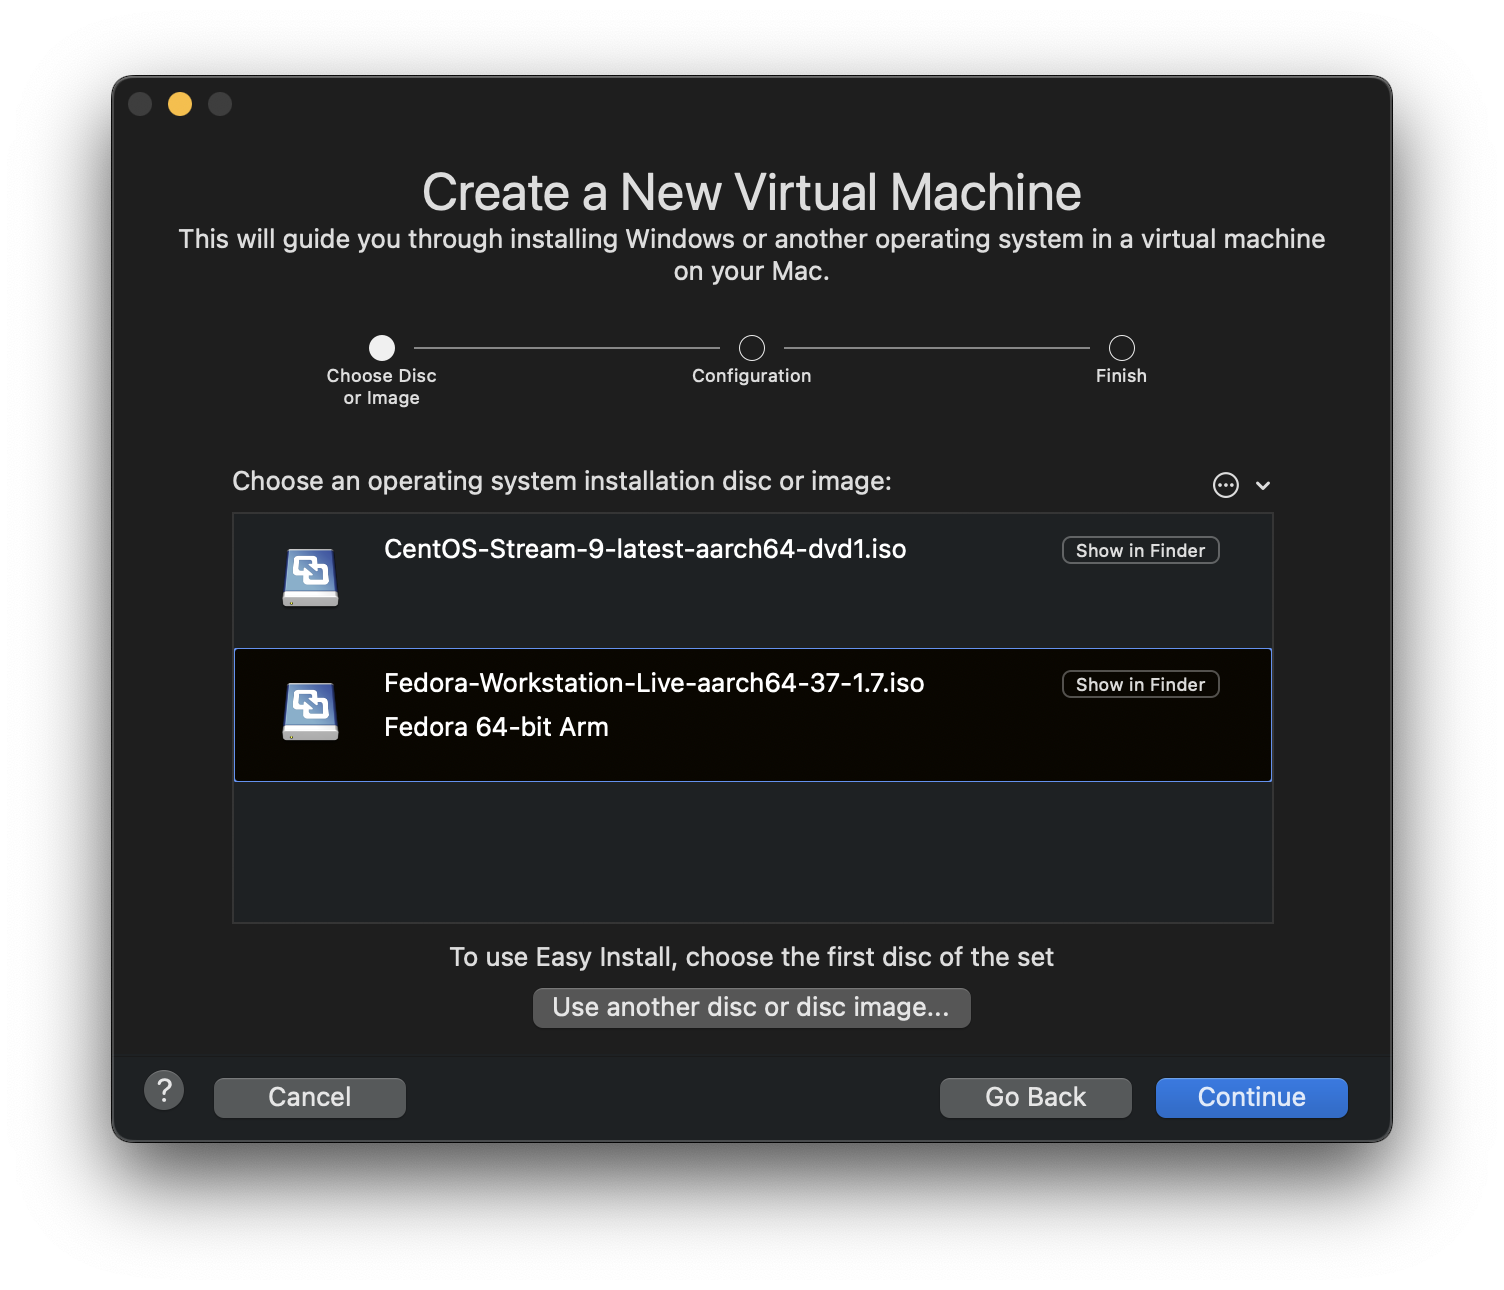 Create a New Virtual Machine
This will guide you through installing Windows or another operating system in a virtual machine
on your Mac.
Choose Disc
or Image
Configuration
Finish
Choose an operating system installation disc or image:
CentOS-Stream-9-latest-aarch64-dvd1.iso
Show in Finder
Fedora-Workstation-Live-aarch64-37-1.7.iso
Show in Finder
Fedora 64-bit Arm
To use Easy Install, choose the first disc of the set
Use another disc or disc image...
?
Cancel
Go Back
Continue